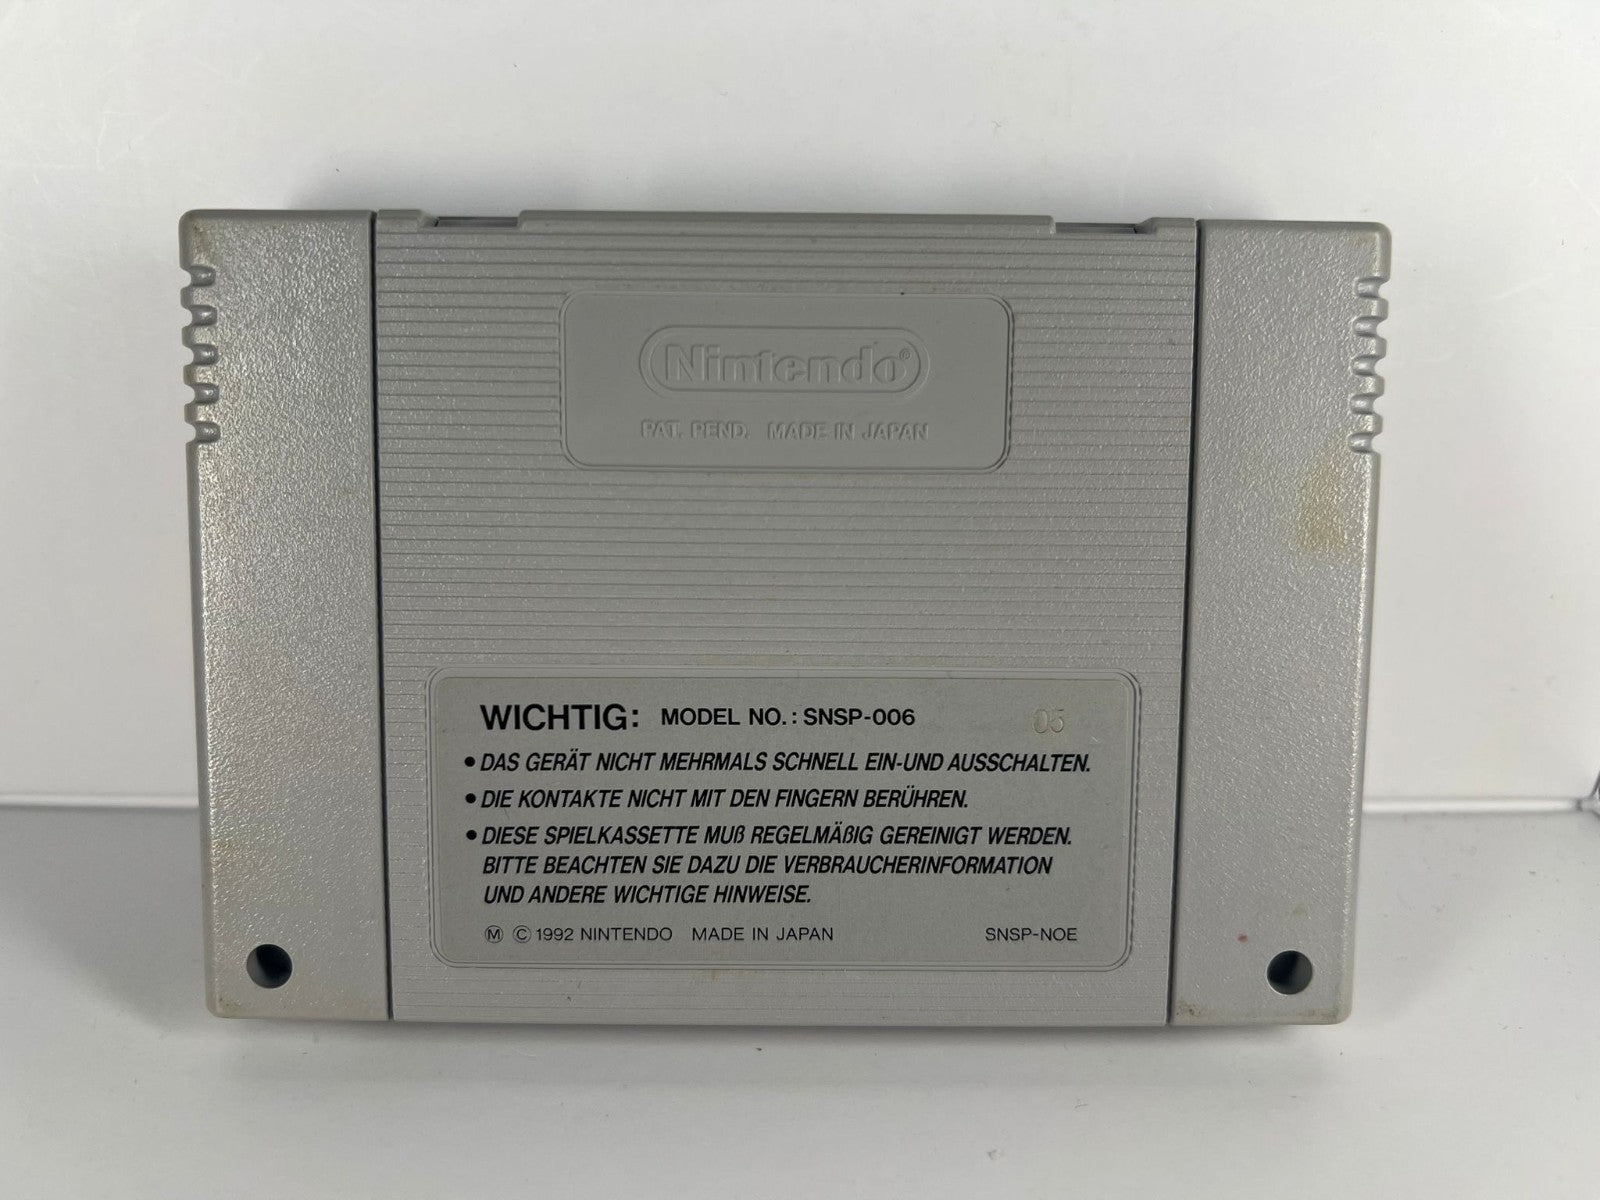 Nintendo®
PAT. PEND. MADE IN JAPAN
WICHTIG: MODEL NO.: SNSP-006 05
• DAS GERÄT NICHT MEHRMALS SCHNELL EIN-UND AUSSCHALTEN.
• DIE KONTAKTE NICHT MIT DEN FINGERN BERÜHREN.
• DIESE SPIELKASSETTE MUß REGELMÄßIG GEREINIGT WERDEN.
BITTE BEACHTEN SIE DAZU DIE VERBRAUCHERINFORMATION
UND ANDERE WICHTIGE HINWEISE.
Ⓜ © 1992 NINTENDO MADE IN JAPAN SNSP-NOE